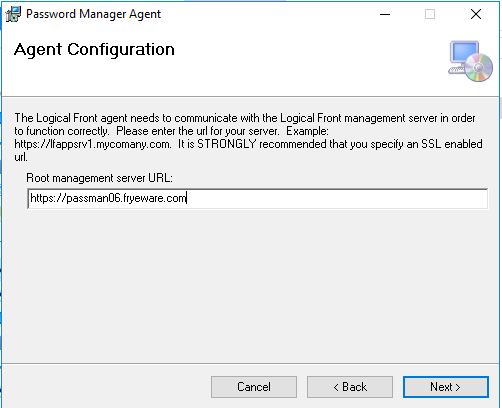 Password Manager Agent
Agent Configuration
The Logical Front agent needs to communicate with the Logical Front management server in order
to function correctly. Please enter the url for your server. Example:
https://lfappsrv1.mycomany.com. It is STRONGLY recommended that you specify an SSL enabled
url.
Root management server URL:
https://passman06.fryeware.com
Cancel
< Back
Next >